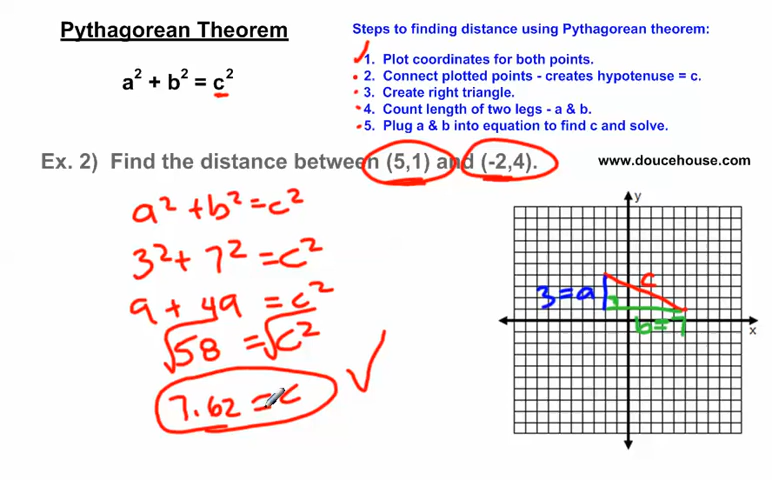 Pythagorean Theorem
a² + b² = c²
Steps to finding distance using Pythagorean theorem:
1. Plot coordinates for both points.
2. Connect plotted points - creates hypotenuse = c.
3. Create right triangle.
4. Count length of two legs - a & b.
5. Plug a & b into equation to find c and solve.
Ex. 2) Find the distance between (5,1) and (-2,4).
www.doucehouse.com
a² + b² = c²
3² + 7² = c²
9 + 49 = c²
√58 = √c²
7.62 = c
y
c
3 = a
b = 7
x